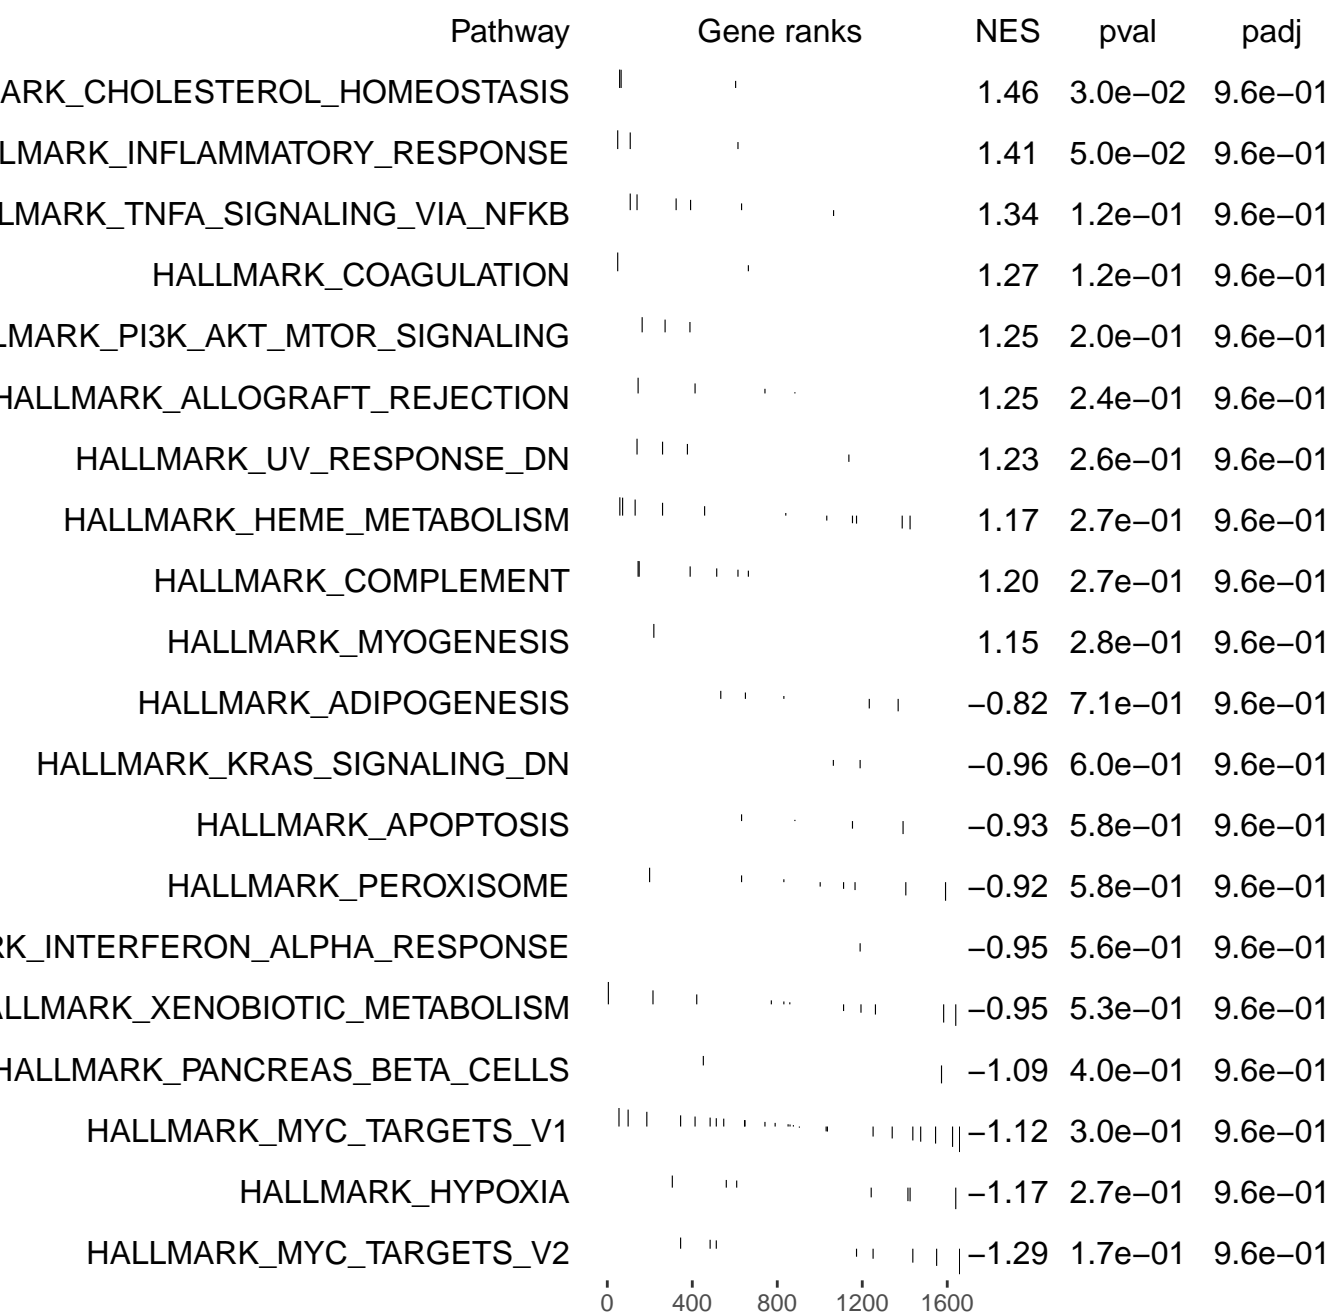 Pathway Gene ranks NES pval padj
ARK_CHOLESTEROL_HOMEOSTASIS 1.46 3.0e−02 9.6e−01
LMARK_INFLAMMATORY_RESPONSE 1.41 5.0e−02 9.6e−01
LMARK_TNFA_SIGNALING_VIA_NFKB 1.34 1.2e−01 9.6e−01
HALLMARK_COAGULATION 1.27 1.2e−01 9.6e−01
LMARK_PI3K_AKT_MTOR_SIGNALING 1.25 2.0e−01 9.6e−01
HALLMARK_ALLOGRAFT_REJECTION 1.25 2.4e−01 9.6e−01
HALLMARK_UV_RESPONSE_DN 1.23 2.6e−01 9.6e−01
HALLMARK_HEME_METABOLISM 1.17 2.7e−01 9.6e−01
HALLMARK_COMPLEMENT 1.20 2.7e−01 9.6e−01
HALLMARK_MYOGENESIS 1.15 2.8e−01 9.6e−01
HALLMARK_ADIPOGENESIS −0.82 7.1e−01 9.6e−01
HALLMARK_KRAS_SIGNALING_DN −0.96 6.0e−01 9.6e−01
HALLMARK_APOPTOSIS −0.93 5.8e−01 9.6e−01
HALLMARK_PEROXISOME −0.92 5.8e−01 9.6e−01
RK_INTERFERON_ALPHA_RESPONSE −0.95 5.6e−01 9.6e−01
ALLMARK_XENOBIOTIC_METABOLISM −0.95 5.3e−01 9.6e−01
HALLMARK_PANCREAS_BETA_CELLS −1.09 4.0e−01 9.6e−01
HALLMARK_MYC_TARGETS_V1 −1.12 3.0e−01 9.6e−01
HALLMARK_HYPOXIA −1.17 2.7e−01 9.6e−01
HALLMARK_MYC_TARGETS_V2 −1.29 1.7e−01 9.6e−01
0 400 800 1200 1600